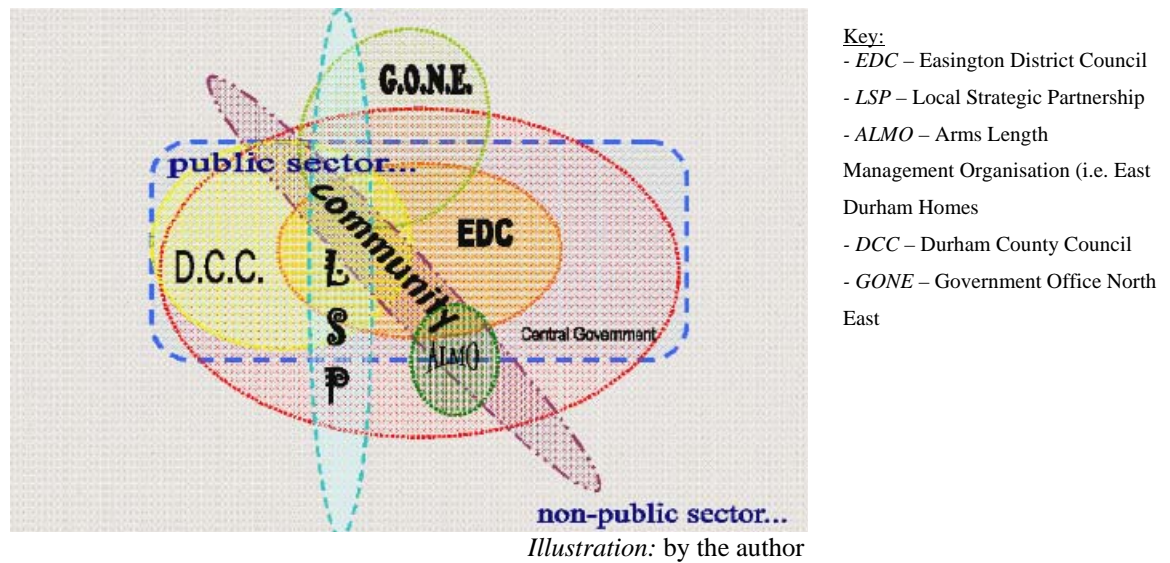 G.O.N.E.
public sector...
community
EDC
D.C.C.
LSP
Central Government
ALMO
non-public sector...
Illustration: by the author
Key:
- EDC – Easington District Council
- LSP – Local Strategic Partnership
- ALMO – Arms Length
Management Organisation (i.e. East
Durham Homes
- DCC – Durham County Council
- GONE – Government Office North
East